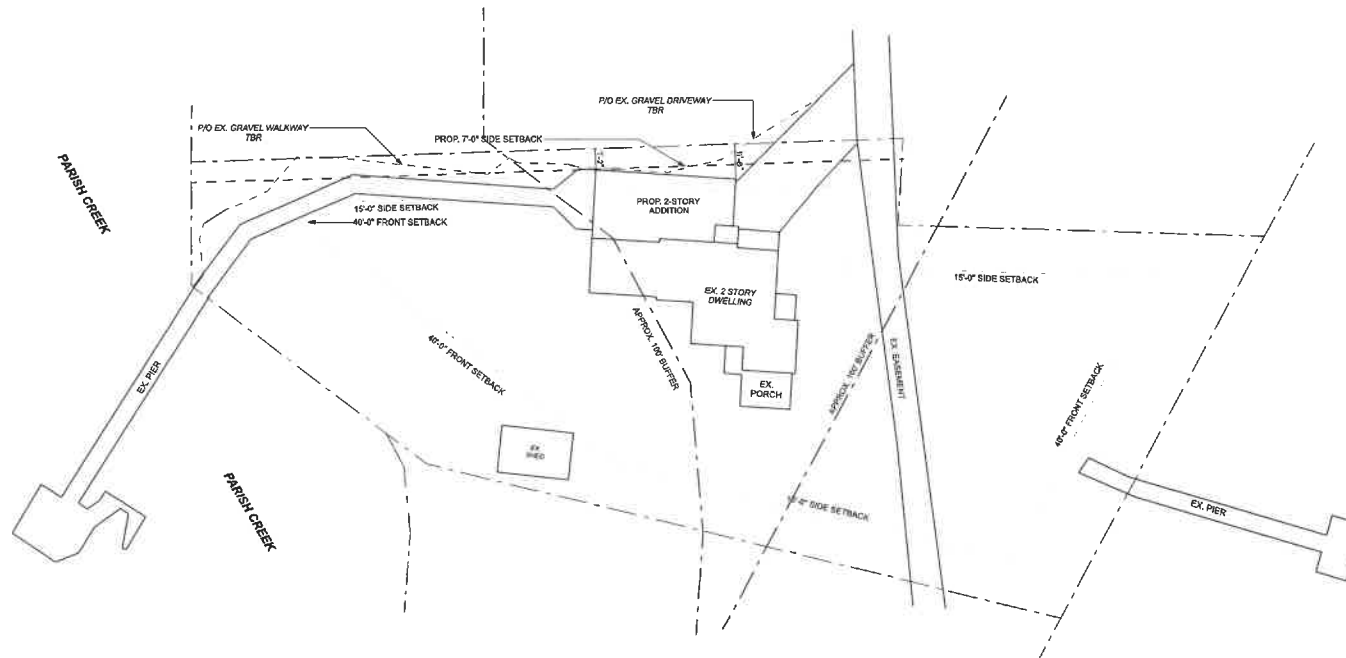 P/O EX. GRAVEL DRIVEWAY
TBR
P/O EX. GRAVEL WALKWAY
TBR
PROP. 7'-0" SIDE SETBACK
PARISH CREEK
PROP. 2-STORY
ADDITION
15'-0" SIDE SETBACK
40'-0" FRONT SETBACK
15'-0" SIDE SETBACK
EX. 2 STORY
DWELLING
APPROX. 100' BUFFER
40'-0" FRONT SETBACK
APPROX. 100' BUFFER
EX. EASEMENT
EX. PIER
EX.
PORCH
40'-0" FRONT SETBACK
EX.
SHED
PARISH CREEK
SIDE SETBACK
EX. PIER